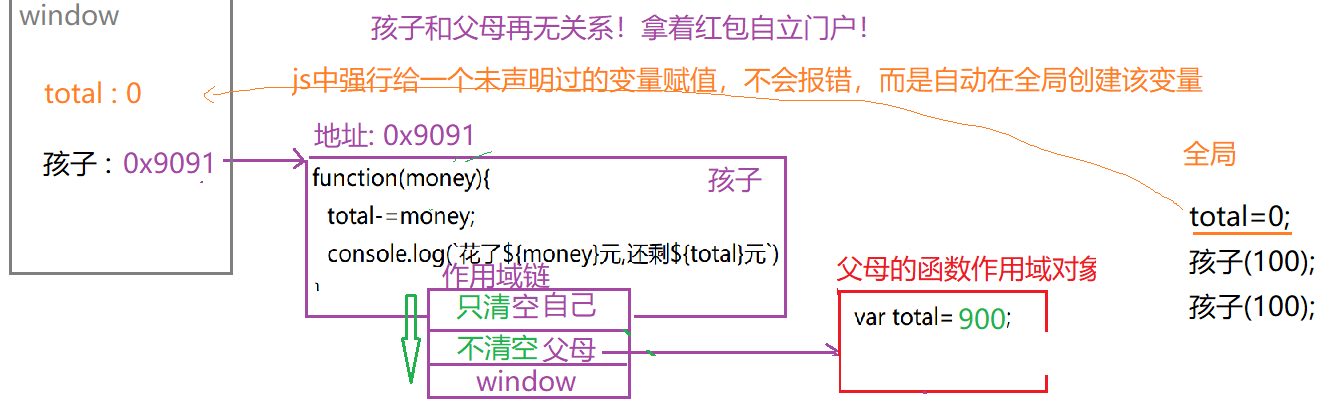 window
孩子和父母再无关系！拿着红包自立门户！
total : 0
js中强行给一个未声明过的变量赋值，不会报错，而是自动在全局创建该变量
地址: 0x9091
孩子 : 0x9091
function(money){
孩子
total-=money;
console.log(`花了${money}元,还剩${total}元`)
}
作用域链
只清空自己
不清空父母
window
父母的函数作用域对象
var total= 900;
全局
total=0;
孩子(100);
孩子(100);